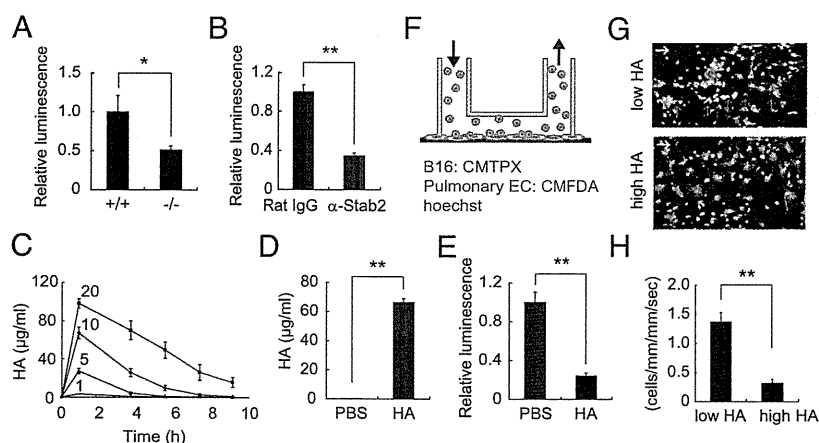 A
Relative luminescence
1.5
1.0
0.5
0
*
+/+
-/-
B
Relative luminescence
1.2
0.8
0.4
0
**
Rat IgG
α-Stab2
F
B16: CMTPX
Pulmonary EC: CMFDA
hoechst
G
low HA
high HA
C
HA (µg/ml)
120
80
40
0
20
10
5
1
0 2 4 6 8 10
Time (h)
D
HA (µg/ml)
80
60
40
20
0
**
PBS
HA
E
Relative luminescence
1.2
0.8
0.4
0
**
PBS
HA
H
(cells/mm/mm/sec)
2.0
1.5
1.0
0.5
0
**
low HA
high HA